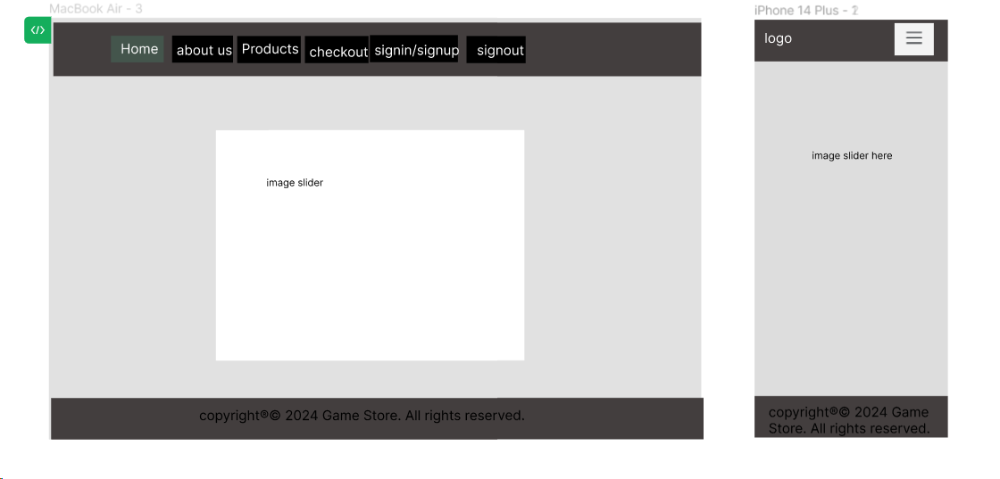 MacBook Air - 3
</>
Home about us Products checkout signin/signup signout
image slider
copyright®© 2024 Game Store. All rights reserved.
iPhone 14 Plus -
logo
image slider here
copyright®© 2024 Game
Store. All rights reserved.